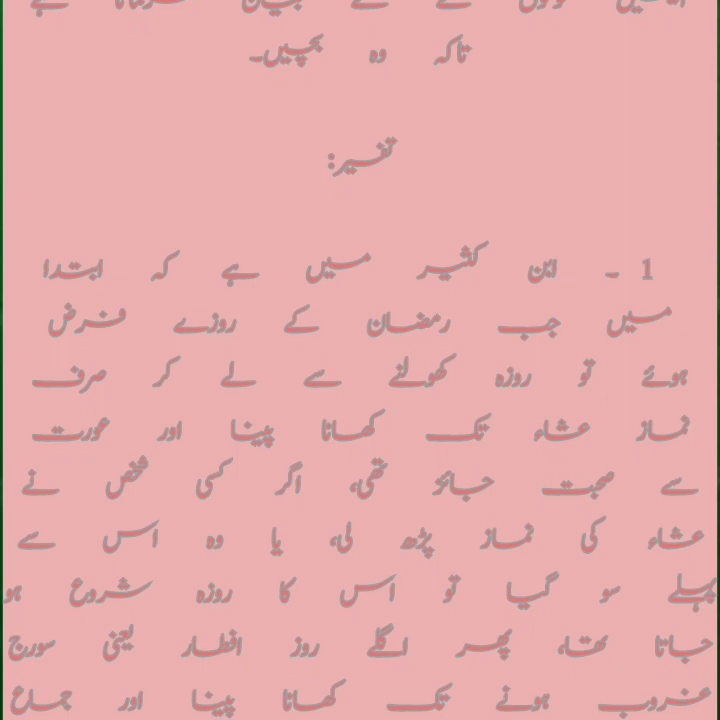 تاکہ وہ بچیں۔
تفسیر:
1 ۔ ابن کثیر میں ہے کہ ابتدا
میں جب رمضان کے روزے فرض
ہوئے تو روزہ کھولنے سے لے کر صرف
نماز عشاء تک کھانا پینا اور عورت
سے صحبت جائز تھی، اگر کسی شخص نے
عشاء کی نماز پڑھ لی، یا وہ اس سے
پہلے سو گیا تو اس کا روزہ شروع ہو
جاتا تھا، پھر اگلے روز افطار یعنی سورج
غروب ہونے تک کھانا پینا اور جماع